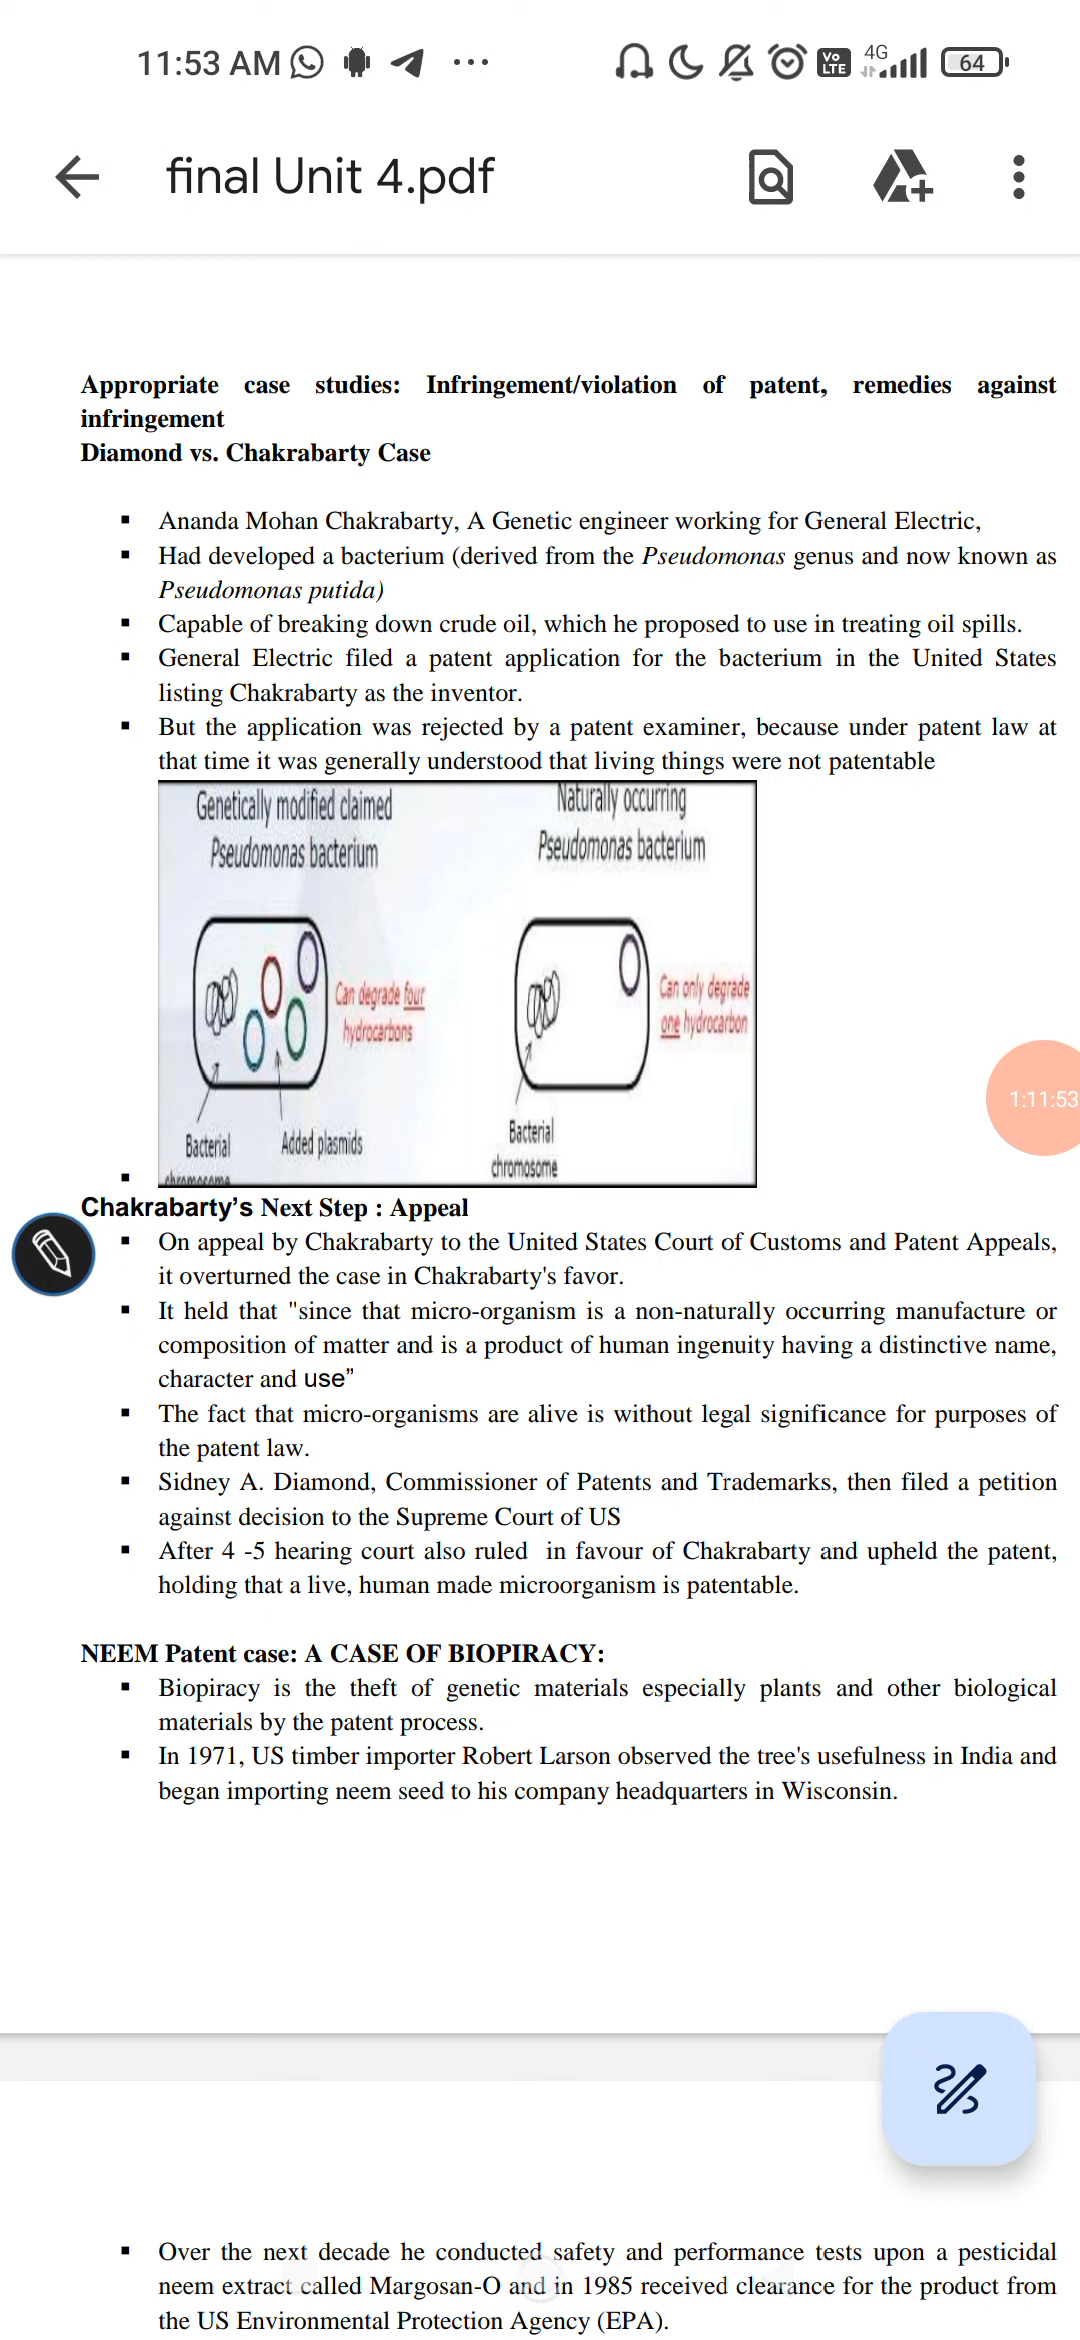 11:53 AM
Vo LTE 4G 64
final Unit 4.pdf
Appropriate case studies: Infringement/violation of patent, remedies against
infringement
Diamond vs. Chakrabarty Case
▪ Ananda Mohan Chakrabarty, A Genetic engineer working for General Electric,
▪ Had developed a bacterium (derived from the Pseudomonas genus and now known as
Pseudomonas putida)
▪ Capable of breaking down crude oil, which he proposed to use in treating oil spills.
▪ General Electric filed a patent application for the bacterium in the United States
listing Chakrabarty as the inventor.
▪ But the application was rejected by a patent examiner, because under patent law at
that time it was generally understood that living things were not patentable
Genetically modified claimed
Pseudomonas bacterium
Naturally occurring
Pseudomonas bacterium
Can degrade four
hydrocarbons
Can only degrade
one hydrocarbon
Bacterial
chromosome
Added plasmids
Bacterial
chromosome
1:11:53
▪
Chakrabarty's Next Step : Appeal
▪ On appeal by Chakrabarty to the United States Court of Customs and Patent Appeals,
it overturned the case in Chakrabarty's favor.
▪ It held that "since that micro-organism is a non-naturally occurring manufacture or
composition of matter and is a product of human ingenuity having a distinctive name,
character and use”
▪ The fact that micro-organisms are alive is without legal significance for purposes of
the patent law.
▪ Sidney A. Diamond, Commissioner of Patents and Trademarks, then filed a petition
against decision to the Supreme Court of US
▪ After 4 -5 hearing court also ruled in favour of Chakrabarty and upheld the patent,
holding that a live, human made microorganism is patentable.
NEEM Patent case: A CASE OF BIOPIRACY:
▪ Biopiracy is the theft of genetic materials especially plants and other biological
materials by the patent process.
▪ In 1971, US timber importer Robert Larson observed the tree's usefulness in India and
began importing neem seed to his company headquarters in Wisconsin.
▪ Over the next decade he conducted safety and performance tests upon a pesticidal
neem extract called Margosan-O and in 1985 received clearance for the product from
the US Environmental Protection Agency (EPA).